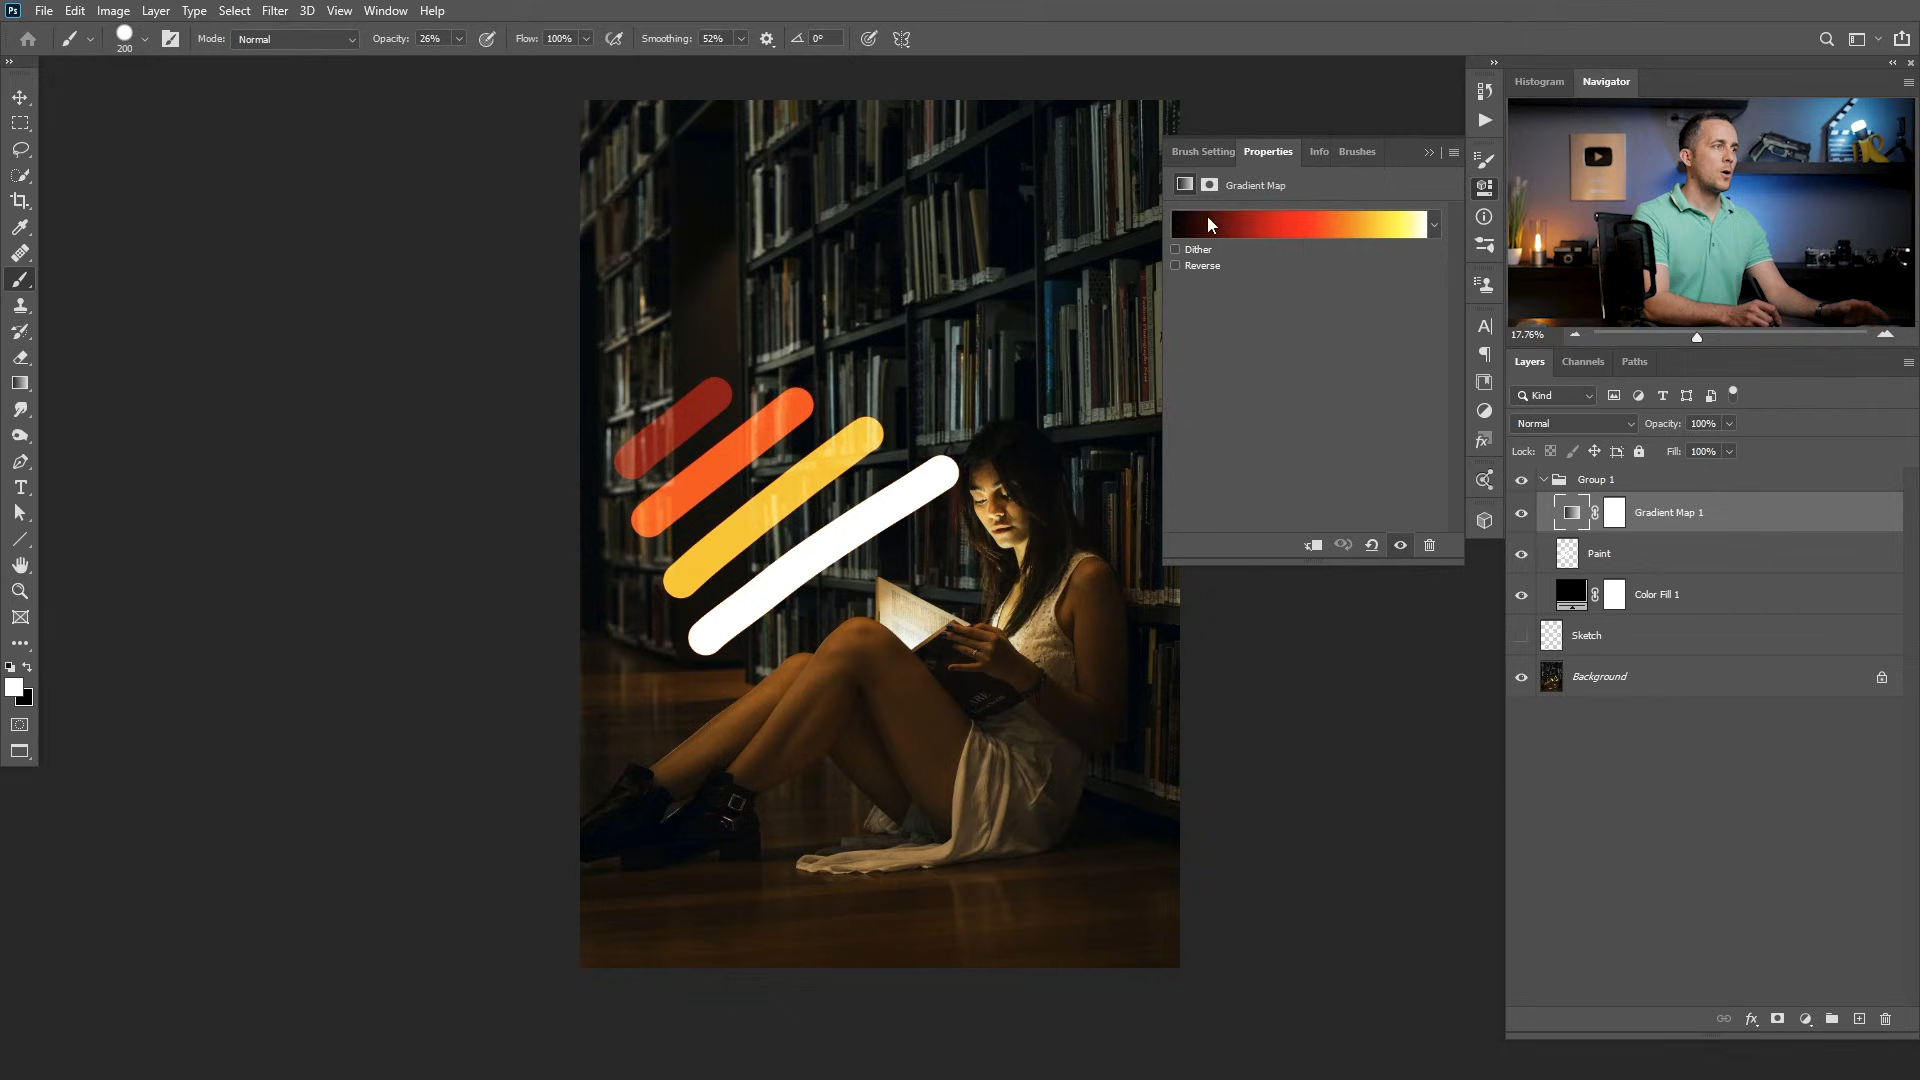 Ps File Edit Image Layer Type Select Filter 3D View Window Help
200 Mode: Normal Opacity: 26% Flow: 100% Smoothing: 52% 0°
Histogram Navigator
Brush Setting Properties Info Brushes
Gradient Map
Dither
Reverse
17.76%
Layers Channels Paths
Kind
Normal Opacity: 100%
Lock: Fill: 100%
Group 1
Gradient Map 1
Paint
Color Fill 1
Sketch
Background